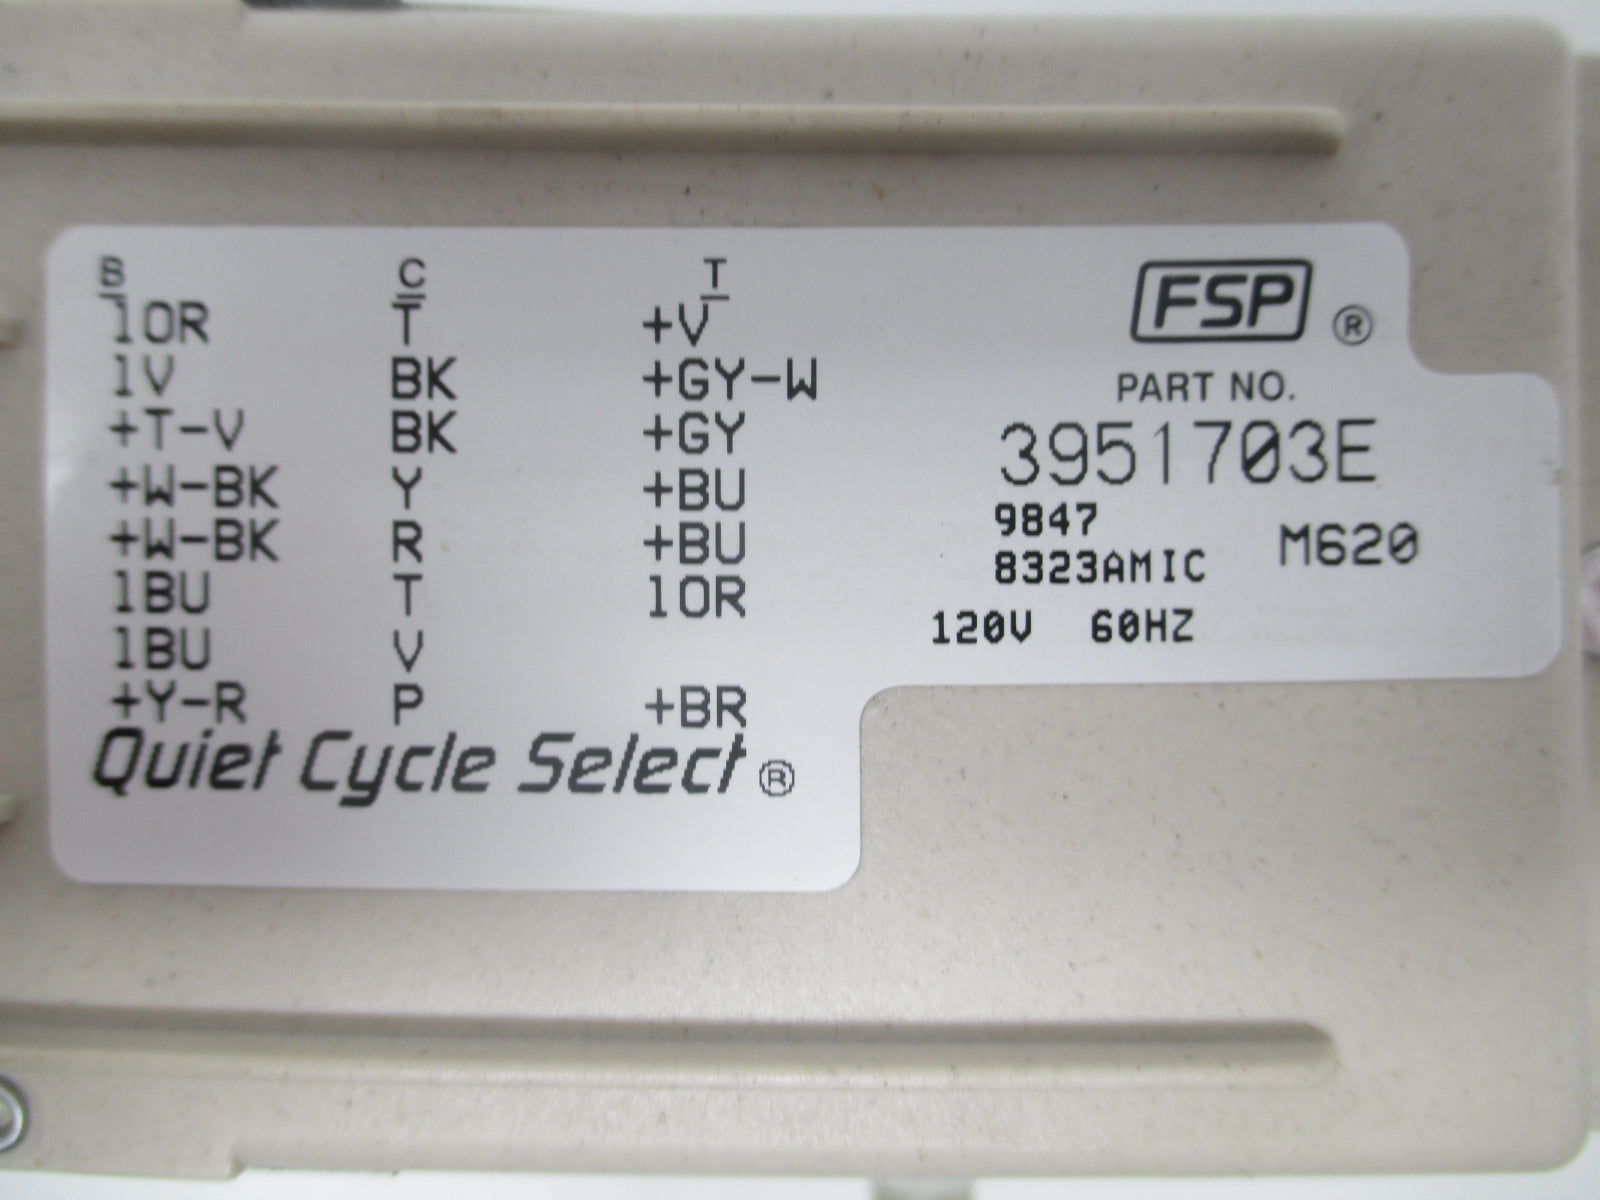 B C T
1OR T +V
1V BK +GY-W
+T-V BK +GY
+W-BK Y +BU
+W-BK R +BU
1BU T 1OR
1BU V
+Y-R P +BR
Quiet Cycle Select®
FSP ®
PART NO.
3951703E
9847
8323AMIC M620
120V 60HZ